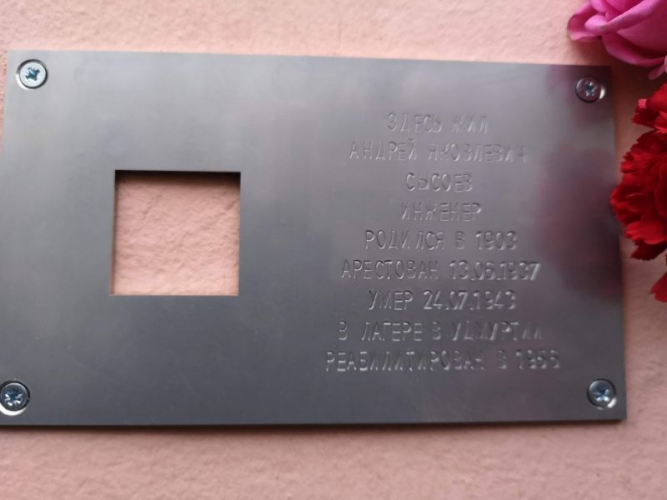 ЗДЕСЬ ЖИЛ
АНДРЕЙ ЯКОВЛЕВИЧ
СЫСОЕВ
ИНЖЕНЕР
РОДИЛСЯ В 1903
АРЕСТОВАН 13.06.1937
УМЕР 24.07.1943
В ЛАГЕРЕ В УДМУРТИИ
РЕАБИЛИТИРОВАН В 1956